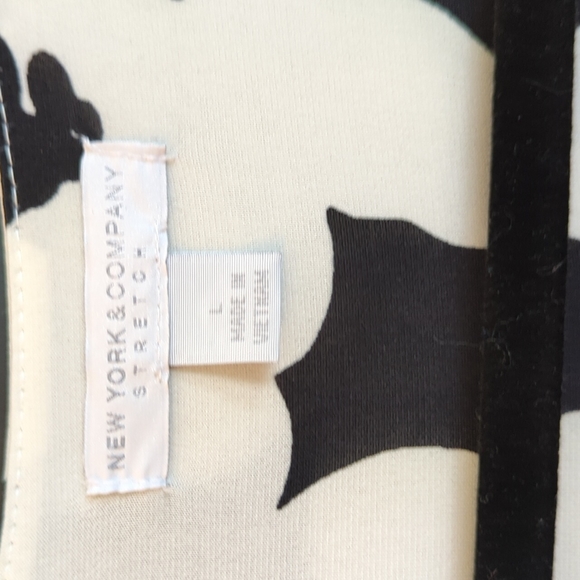 NEW YORK & COMPANY
STRETCH
L
MADE IN
VIETNAM